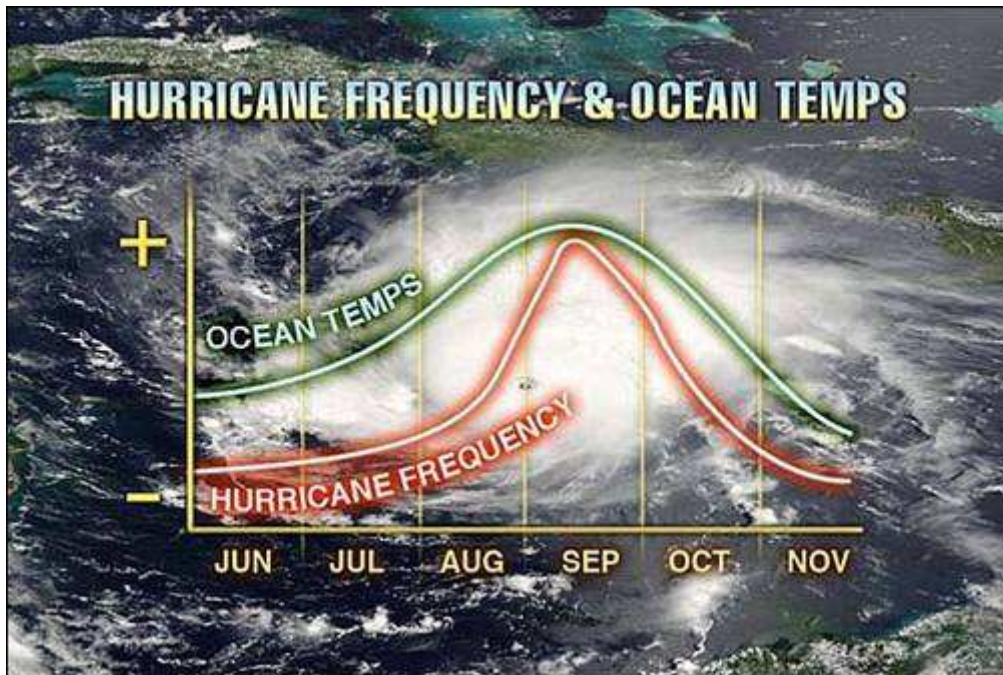 HURRICANE FREQUENCY & OCEAN TEMPS
+
OCEAN TEMPS
HURRICANE FREQUENCY
−
JUN JUL AUG SEP OCT NOV